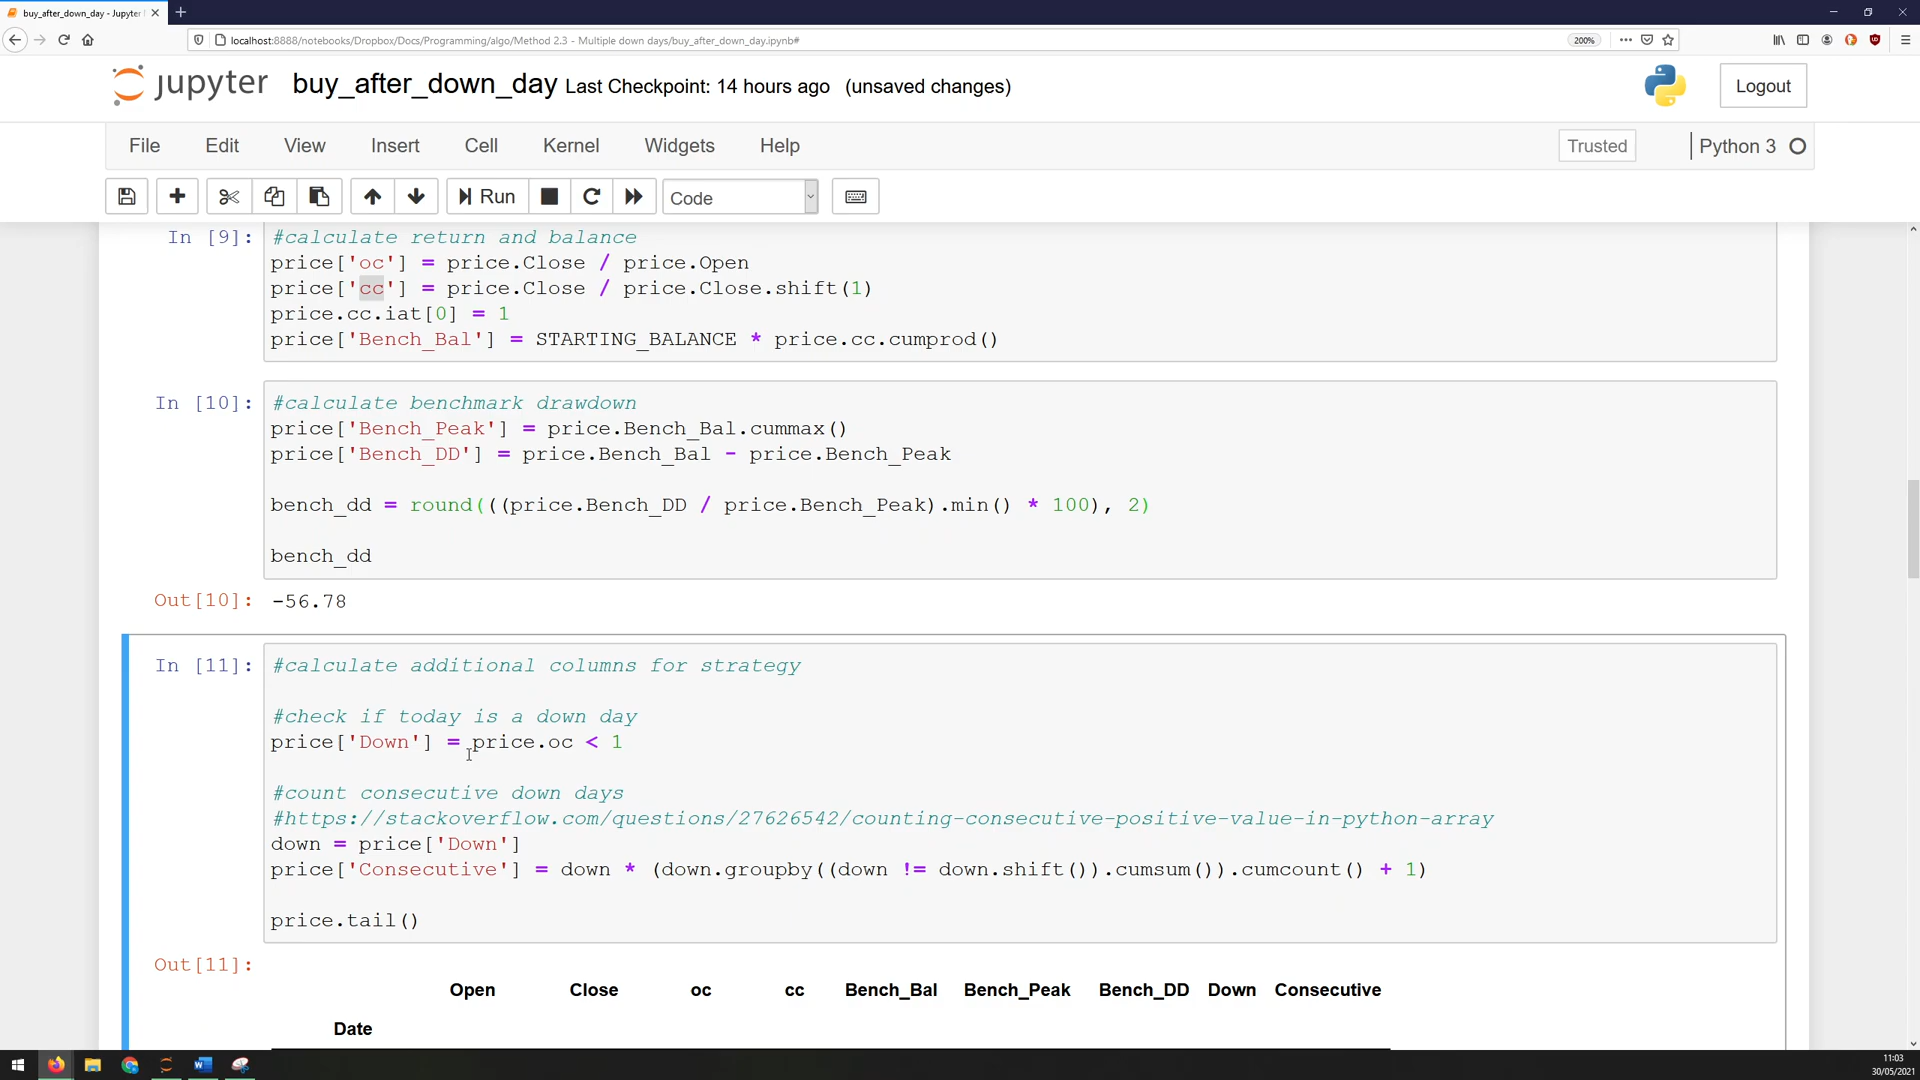 buy_after_down_day - Jupyter
localhost:8888/notebooks/Dropbox/Docs/Programming/algo/Method 2.3 - Multiple down days/buy_after_down_day.ipynb#
200%
jupyter buy_after_down_day Last Checkpoint: 14 hours ago (unsaved changes)
Logout
File Edit View Insert Cell Kernel Widgets Help
Trusted
Python 3
Run
Code
In [9]:
#calculate return and balance
price['oc'] = price.Close / price.Open
price['cc'] = price.Close / price.Close.shift(1)
price.cc.iat[0] = 1
price['Bench_Bal'] = STARTING_BALANCE * price.cc.cumprod()
In [10]:
#calculate benchmark drawdown
price['Bench_Peak'] = price.Bench_Bal.cummax()
price['Bench_DD'] = price.Bench_Bal - price.Bench_Peak
bench_dd = round(((price.Bench_DD / price.Bench_Peak).min() * 100), 2)
bench_dd
Out[10]: -56.78
In [11]:
#calculate additional columns for strategy
#check if today is a down day
price['Down'] = price.oc < 1
#count consecutive down days
#https://stackoverflow.com/questions/27626542/counting-consecutive-positive-value-in-python-array
down = price['Down']
price['Consecutive'] = down * (down.groupby((down != down.shift()).cumsum()).cumcount() + 1)
price.tail()
Out[11]:
Open Close oc cc Bench_Bal Bench_Peak Bench_DD Down Consecutive
Date
11:03
30/05/2021